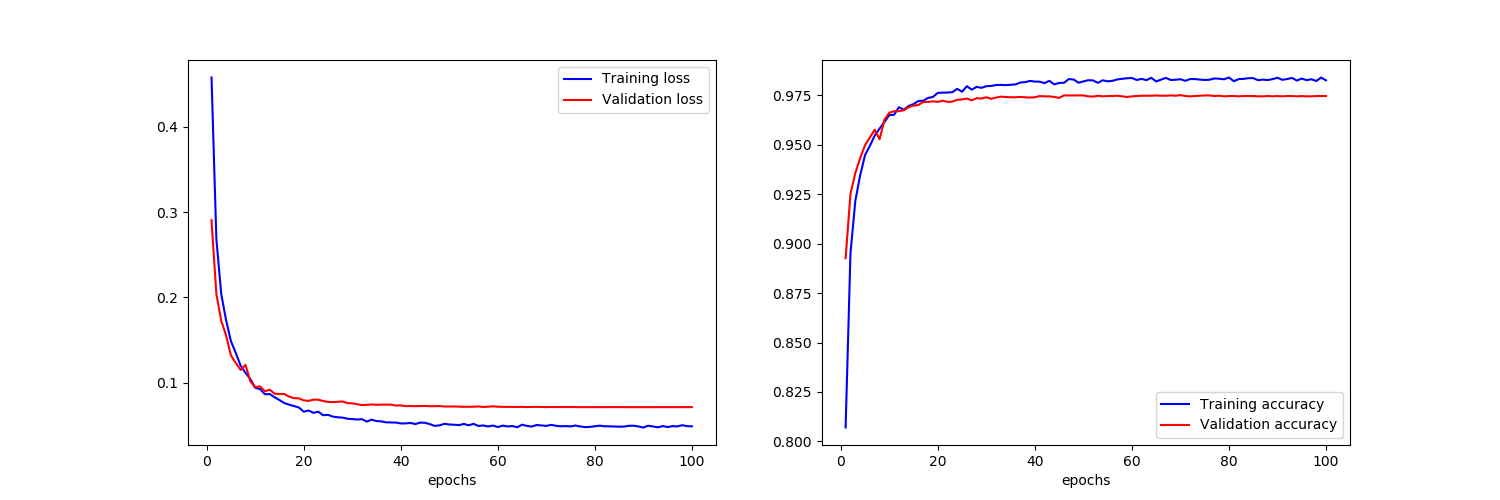 Training loss
Validation loss
0.4
0.3
0.2
0.1
0 20 40 60 80 100
epochs
0.975
0.950
0.925
0.900
0.875
0.850
0.825
0.800
Training accuracy
Validation accuracy
0 20 40 60 80 100
epochs